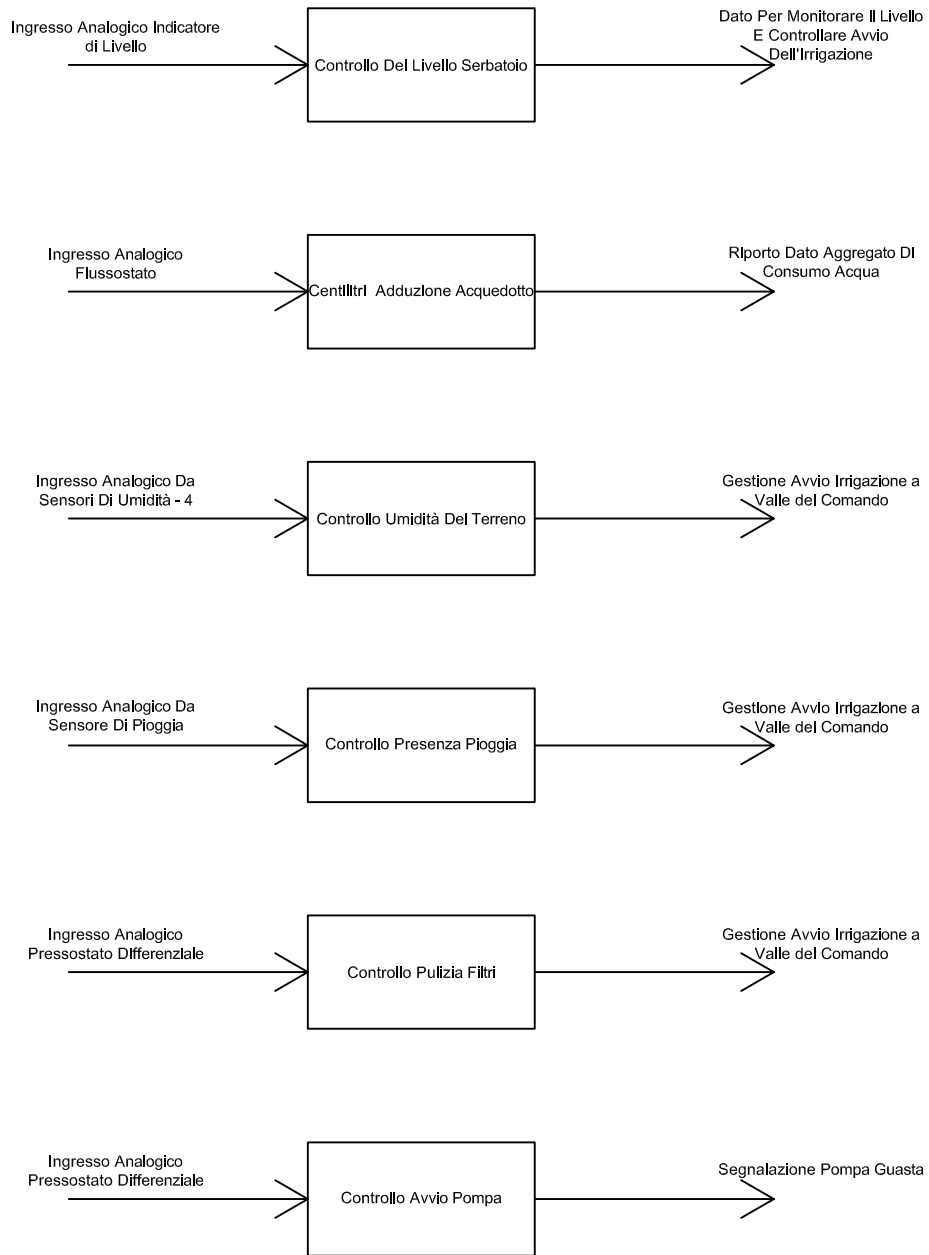 Ingresso Analogico Indicatore
di Livello
Controllo Del Livello Serbatoio
Dato Per Monitorare Il Livello
E Controllare Avvio
Dell'Irrigazione
Ingresso Analogico
Flussostato
Centilitri Adduzione Acquedotto
Riporto Dato Aggregato Di
Consumo Acqua
Ingresso Analogico Da
Sensori Di Umidità - 4
Controllo Umidità Del Terreno
Gestione Avvio Irrigazione a
Valle del Comando
Ingresso Analogico Da
Sensore Di Pioggia
Controllo Presenza Pioggia
Gestione Avvio Irrigazione a
Valle del Comando
Ingresso Analogico
Pressostato Differenziale
Controllo Pulizia Filtri
Gestione Avvio Irrigazione a
Valle del Comando
Ingresso Analogico
Pressostato Differenziale
Controllo Avvio Pompa
Segnalazione Pompa Guasta